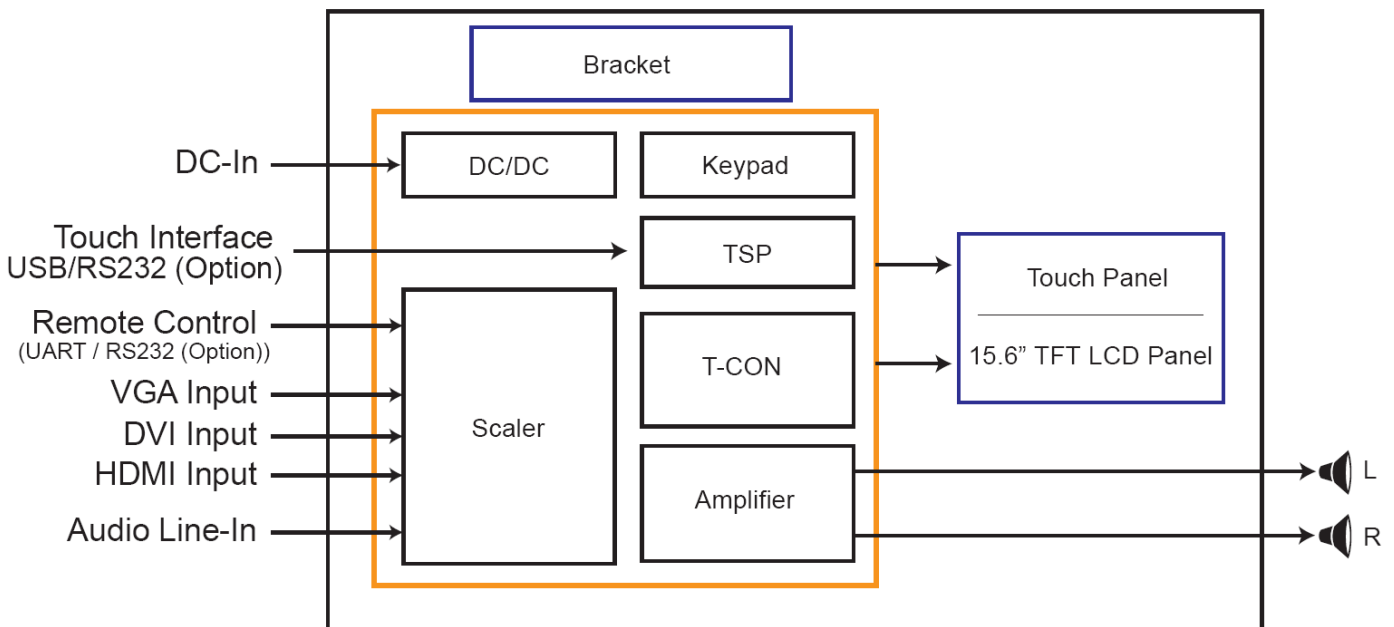 Bracket
DC-In
DC/DC
Keypad
Touch Interface
USB/RS232 (Option)
TSP
Touch Panel
15.6” TFT LCD Panel
Remote Control
(UART / RS232 (Option))
VGA Input
DVI Input
HDMI Input
Audio Line-In
Scaler
T-CON
Amplifier
L
R